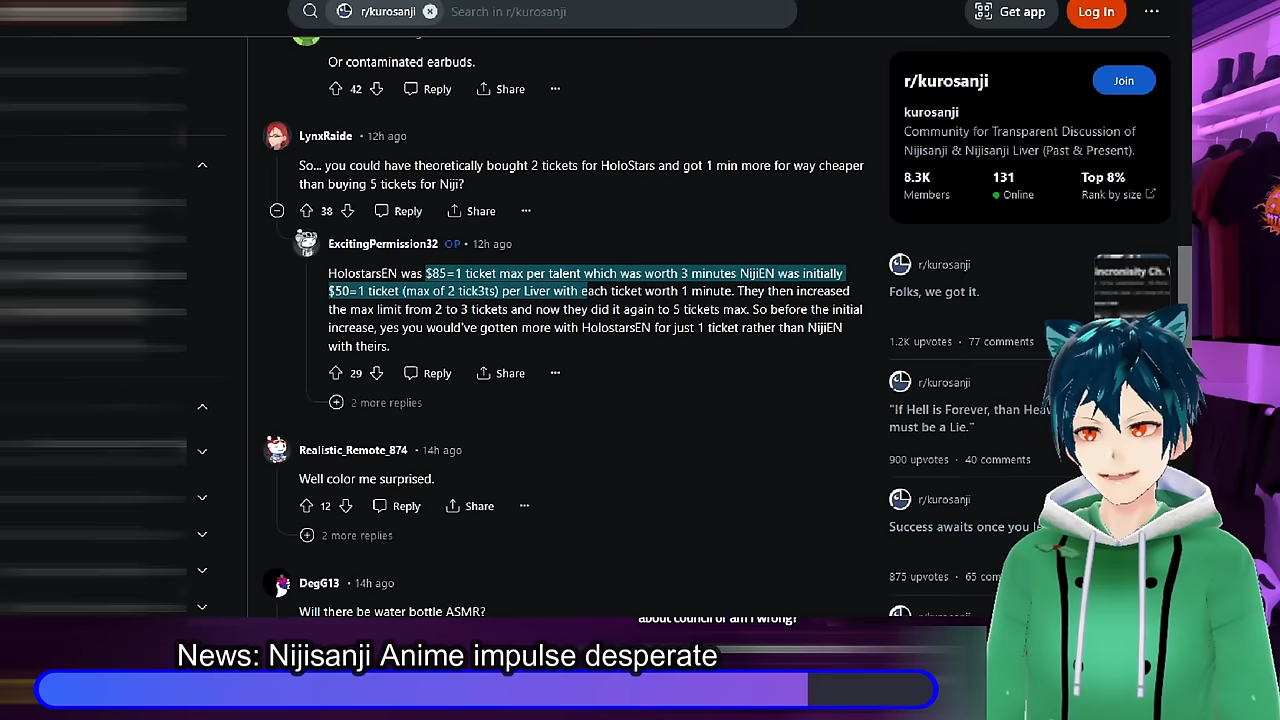 r/kurosanji
Search in r/kurosanji
Get app
Log In
Or contaminated earbuds.
42
Reply
Share
LynxRaide • 12h ago
So... you could have theoretically bought 2 tickets for HoloStars and got 1 min more for way cheaper
than buying 5 tickets for Niji?
38
Reply
Share
ExcitingPermission32 OP • 12h ago
HolostarsEN was $85=1 ticket max per talent which was worth 3 minutes NijiEN was initially
$50=1 ticket (max of 2 tick3ts) per Liver with each ticket worth 1 minute. They then increased
the max limit from 2 to 3 tickets and now they did it again to 5 tickets max. So before the initial
increase, yes you would've gotten more with HolostarsEN for just 1 ticket rather than NijiEN
with theirs.
29
Reply
Share
2 more replies
Realistic_Remote_874 • 14h ago
Well color me surprised.
12
Reply
Share
2 more replies
DegG13 • 14h ago
Will there be water bottle ASMR?
r/kurosanji
Join
kurosanji
Community for Transparent Discussion of
Nijisanji & Nijisanji Liver (Past & Present).
8.3K
131
Top 8%
Members
Online
Rank by size
r/kurosanji
Folks, we got it.
1.2K upvotes • 77 comments
r/kurosanji
"If Hell is Forever, than
must be a Lie."
900 upvotes • 40 comments
r/kurosanji
Success awaits once you
875 upvotes • 65
about council or am I wrong?
News: Nijisanji Anime impulse desperate